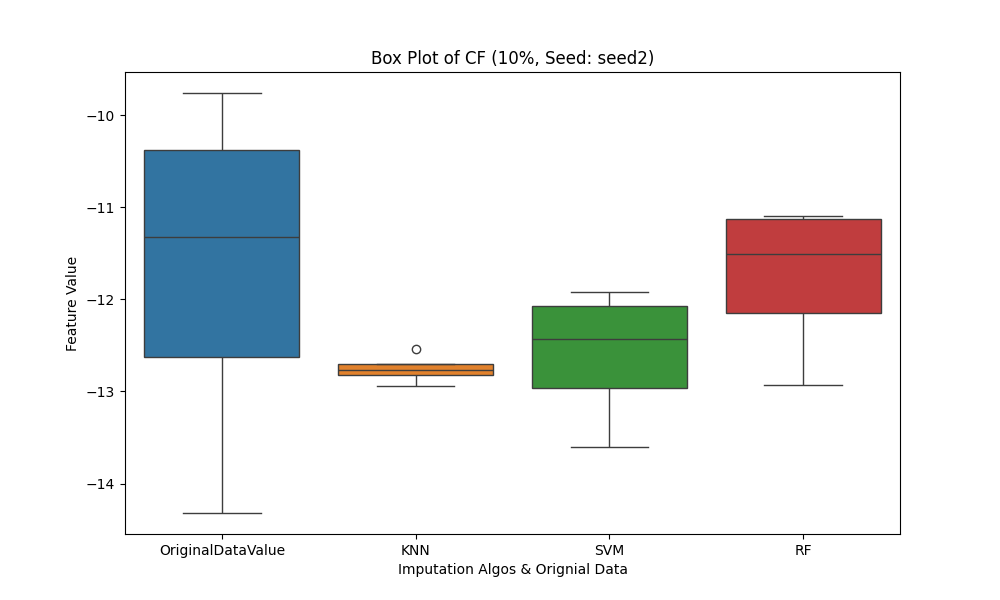 Box Plot of CF (10%, Seed: seed2)
−10
−11
−12
−13
−14
Feature Value
OriginalDataValue
KNN
SVM
RF
Imputation Algos & Orignial Data